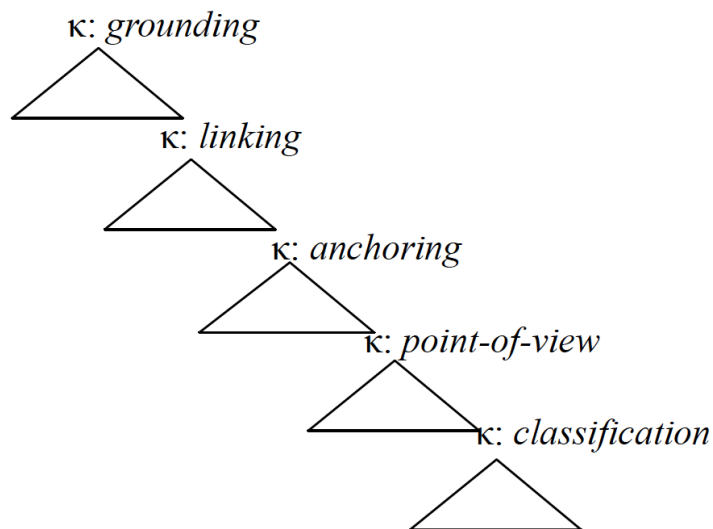 κ: grounding
κ: linking
κ: anchoring
κ: point-of-view
κ: classification